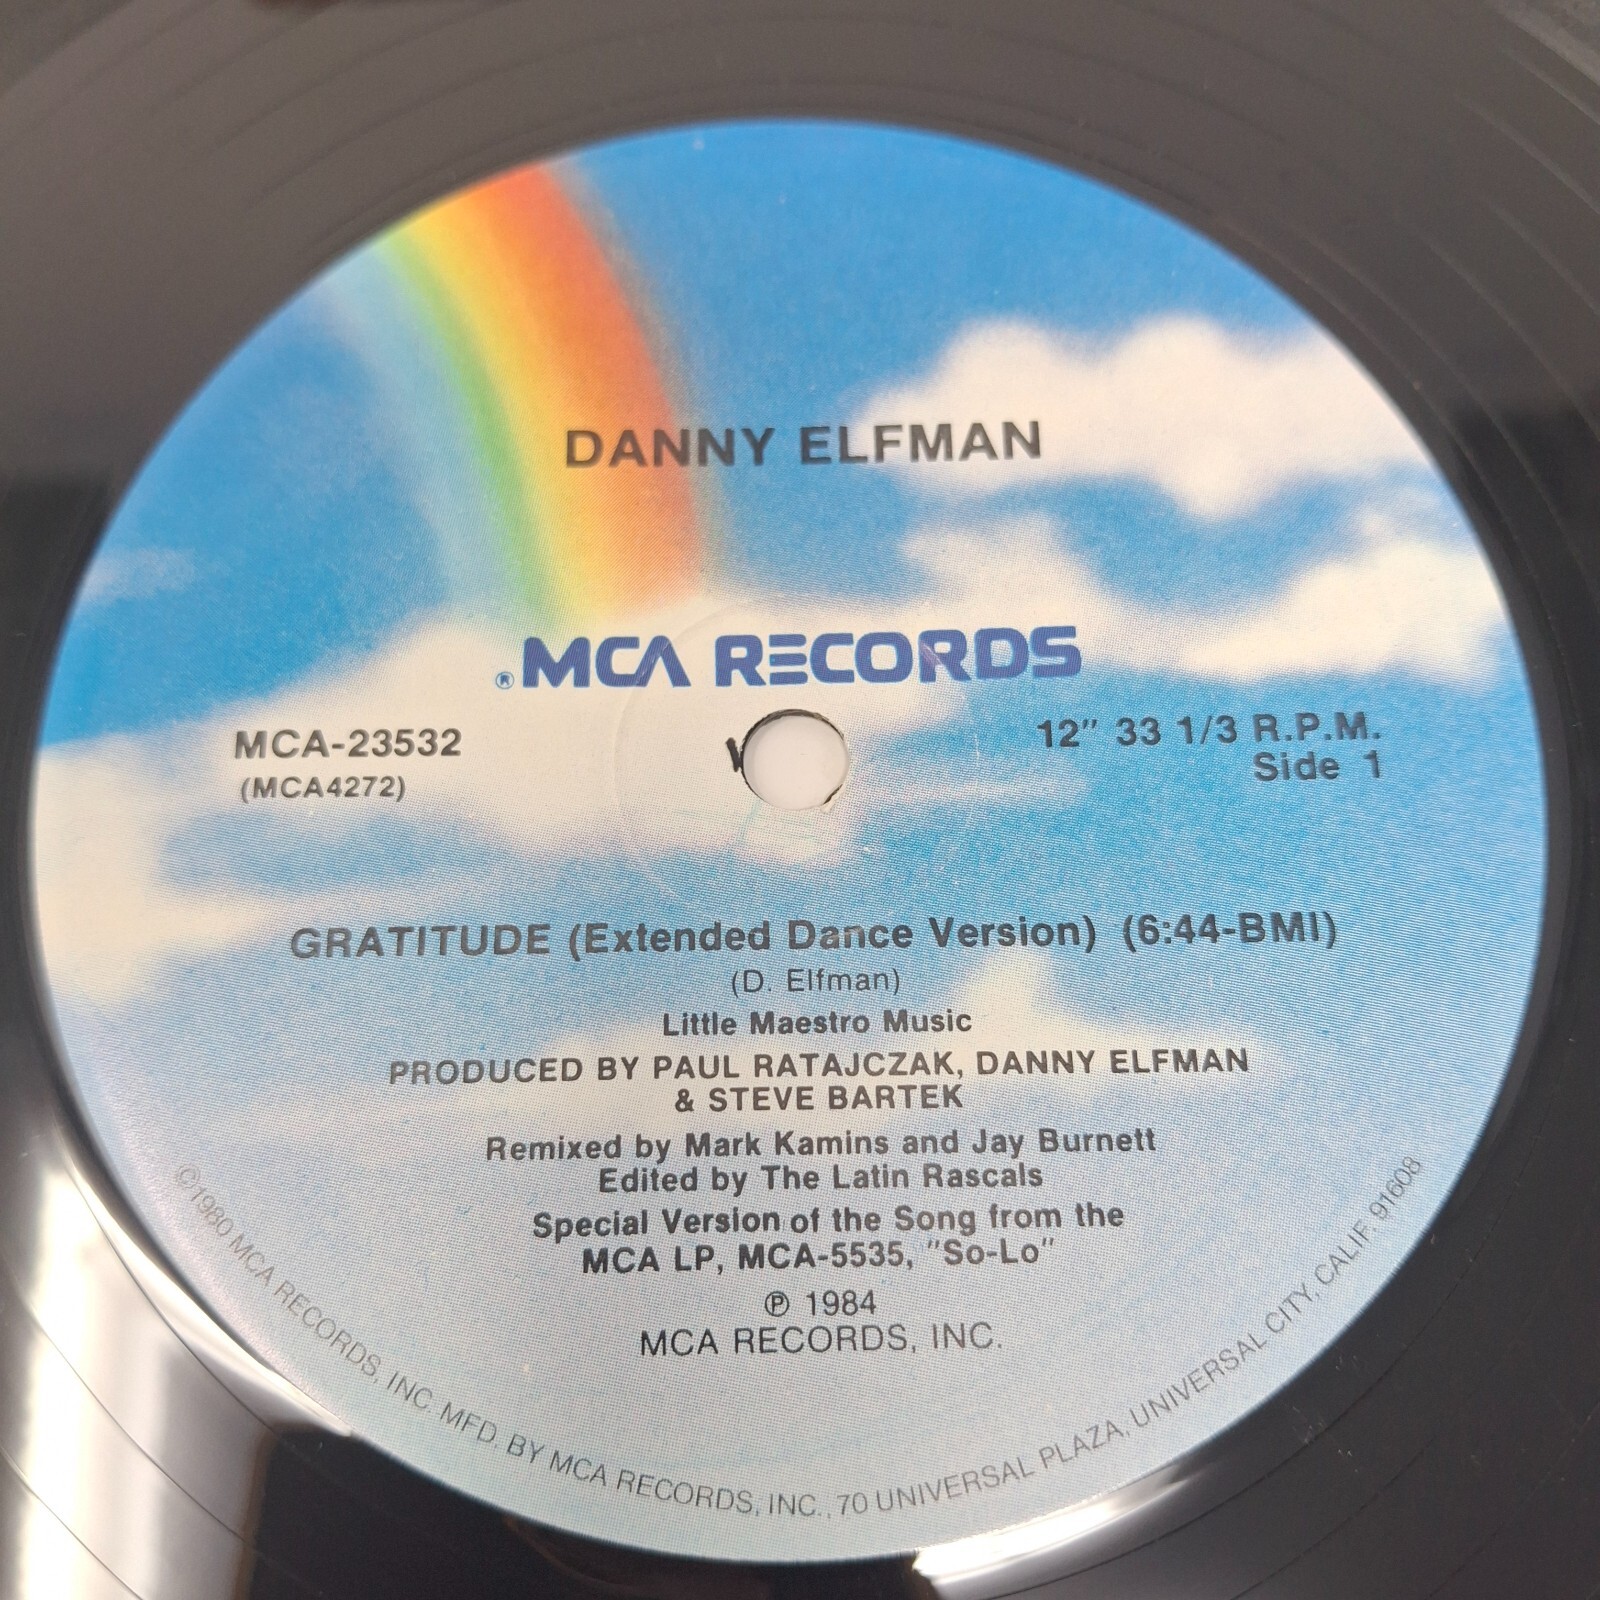 DANNY ELFMAN
® MCA RECORDS
MCA-23532
(MCA4272)
12" 33 1/3 R.P.M.
Side 1
GRATITUDE (Extended Dance Version) (6:44-BMI)
(D. Elfman)
Little Maestro Music
PRODUCED BY PAUL RATAJCZAK, DANNY ELFMAN
& STEVE BARTEK
Remixed by Mark Kamins and Jay Burnett
Edited by The Latin Rascals
Special Version of the Song from the
MCA LP, MCA-5535, "So-Lo"
℗ 1984
MCA RECORDS, INC.
©1980 MCA RECORDS, INC. MFD. BY MCA RECORDS, INC., 70 UNIVERSAL PLAZA, UNIVERSAL CITY, CALIF. 91608